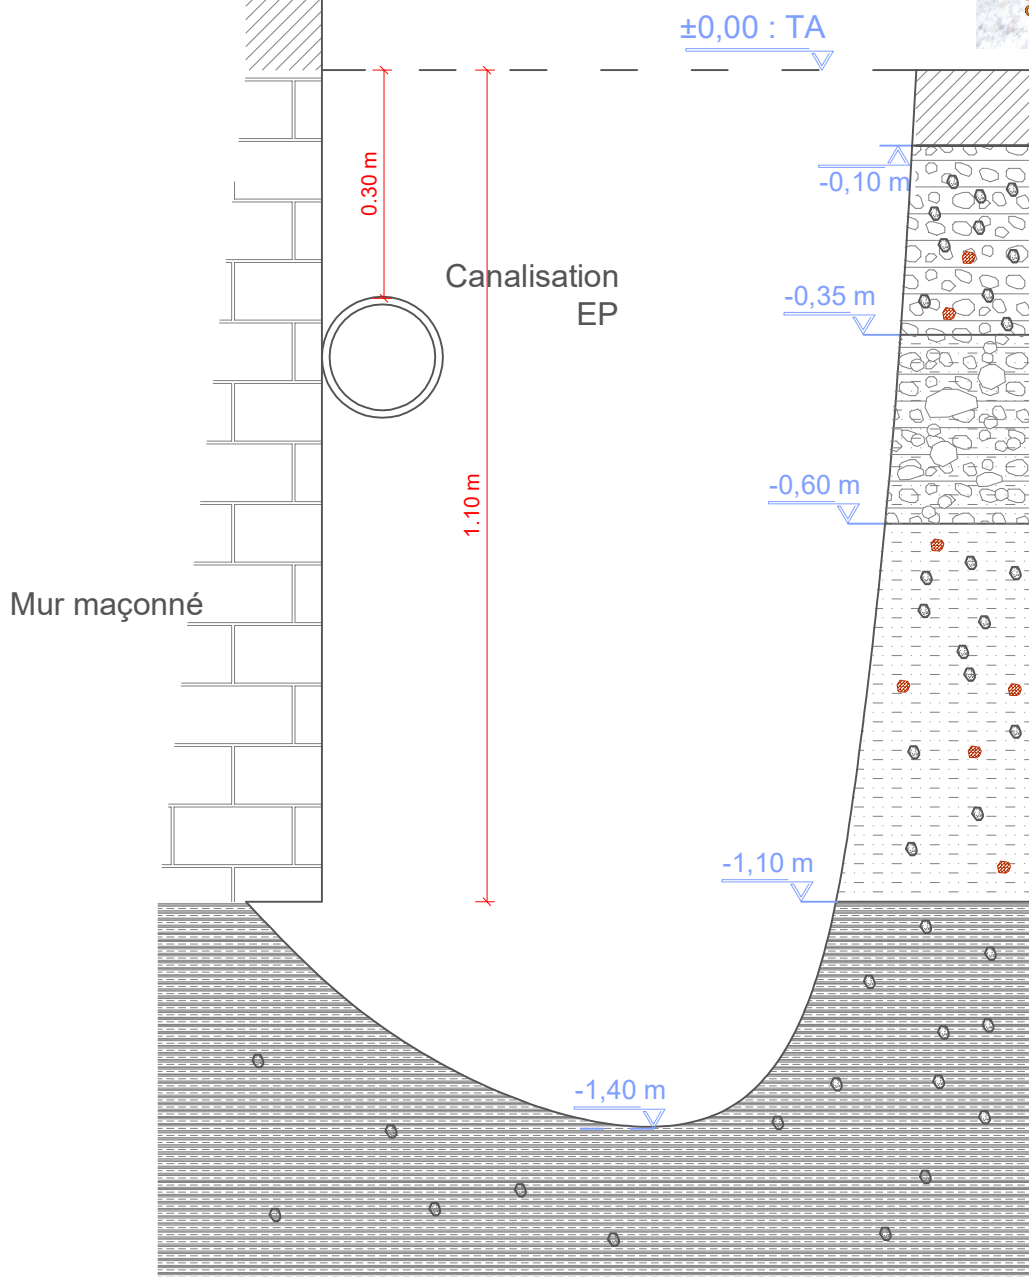 ±0,00 : TA
0.30 m
-0,10 m
Canalisation
EP
-0,35 m
1.10 m
-0,60 m
Mur maçonné
-1,10 m
-1,40 m